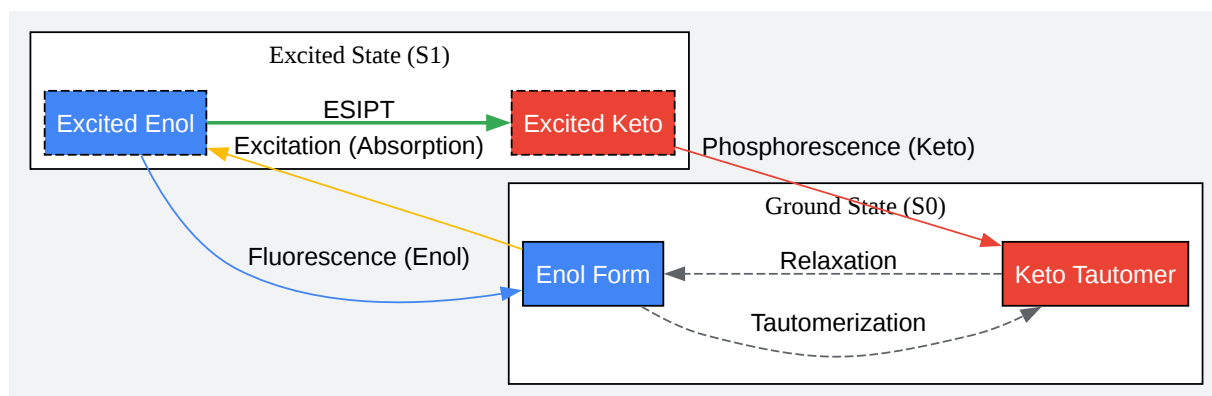 Excited State (S1)
Excited Enol
ESIPT
Excited Keto
Excitation (Absorption)
Phosphorescence (Keto)
Ground State (S0)
Fluorescence (Enol)
Enol Form
Relaxation
Keto Tautomer
Tautomerization